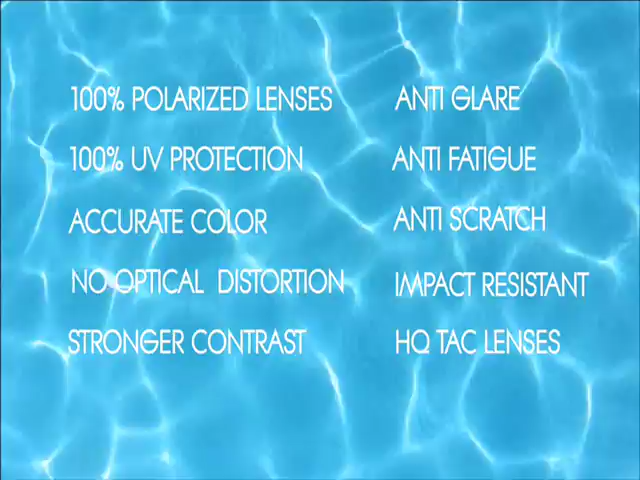 100% POLARIZED LENSES
100% UV PROTECTION
ACCURATE COLOR
NO OPTICAL DISTORTION
STRONGER CONTRAST
ANTI GLARE
ANTI FATIGUE
ANTI SCRATCH
IMPACT RESISTANT
HQ TAC LENSES